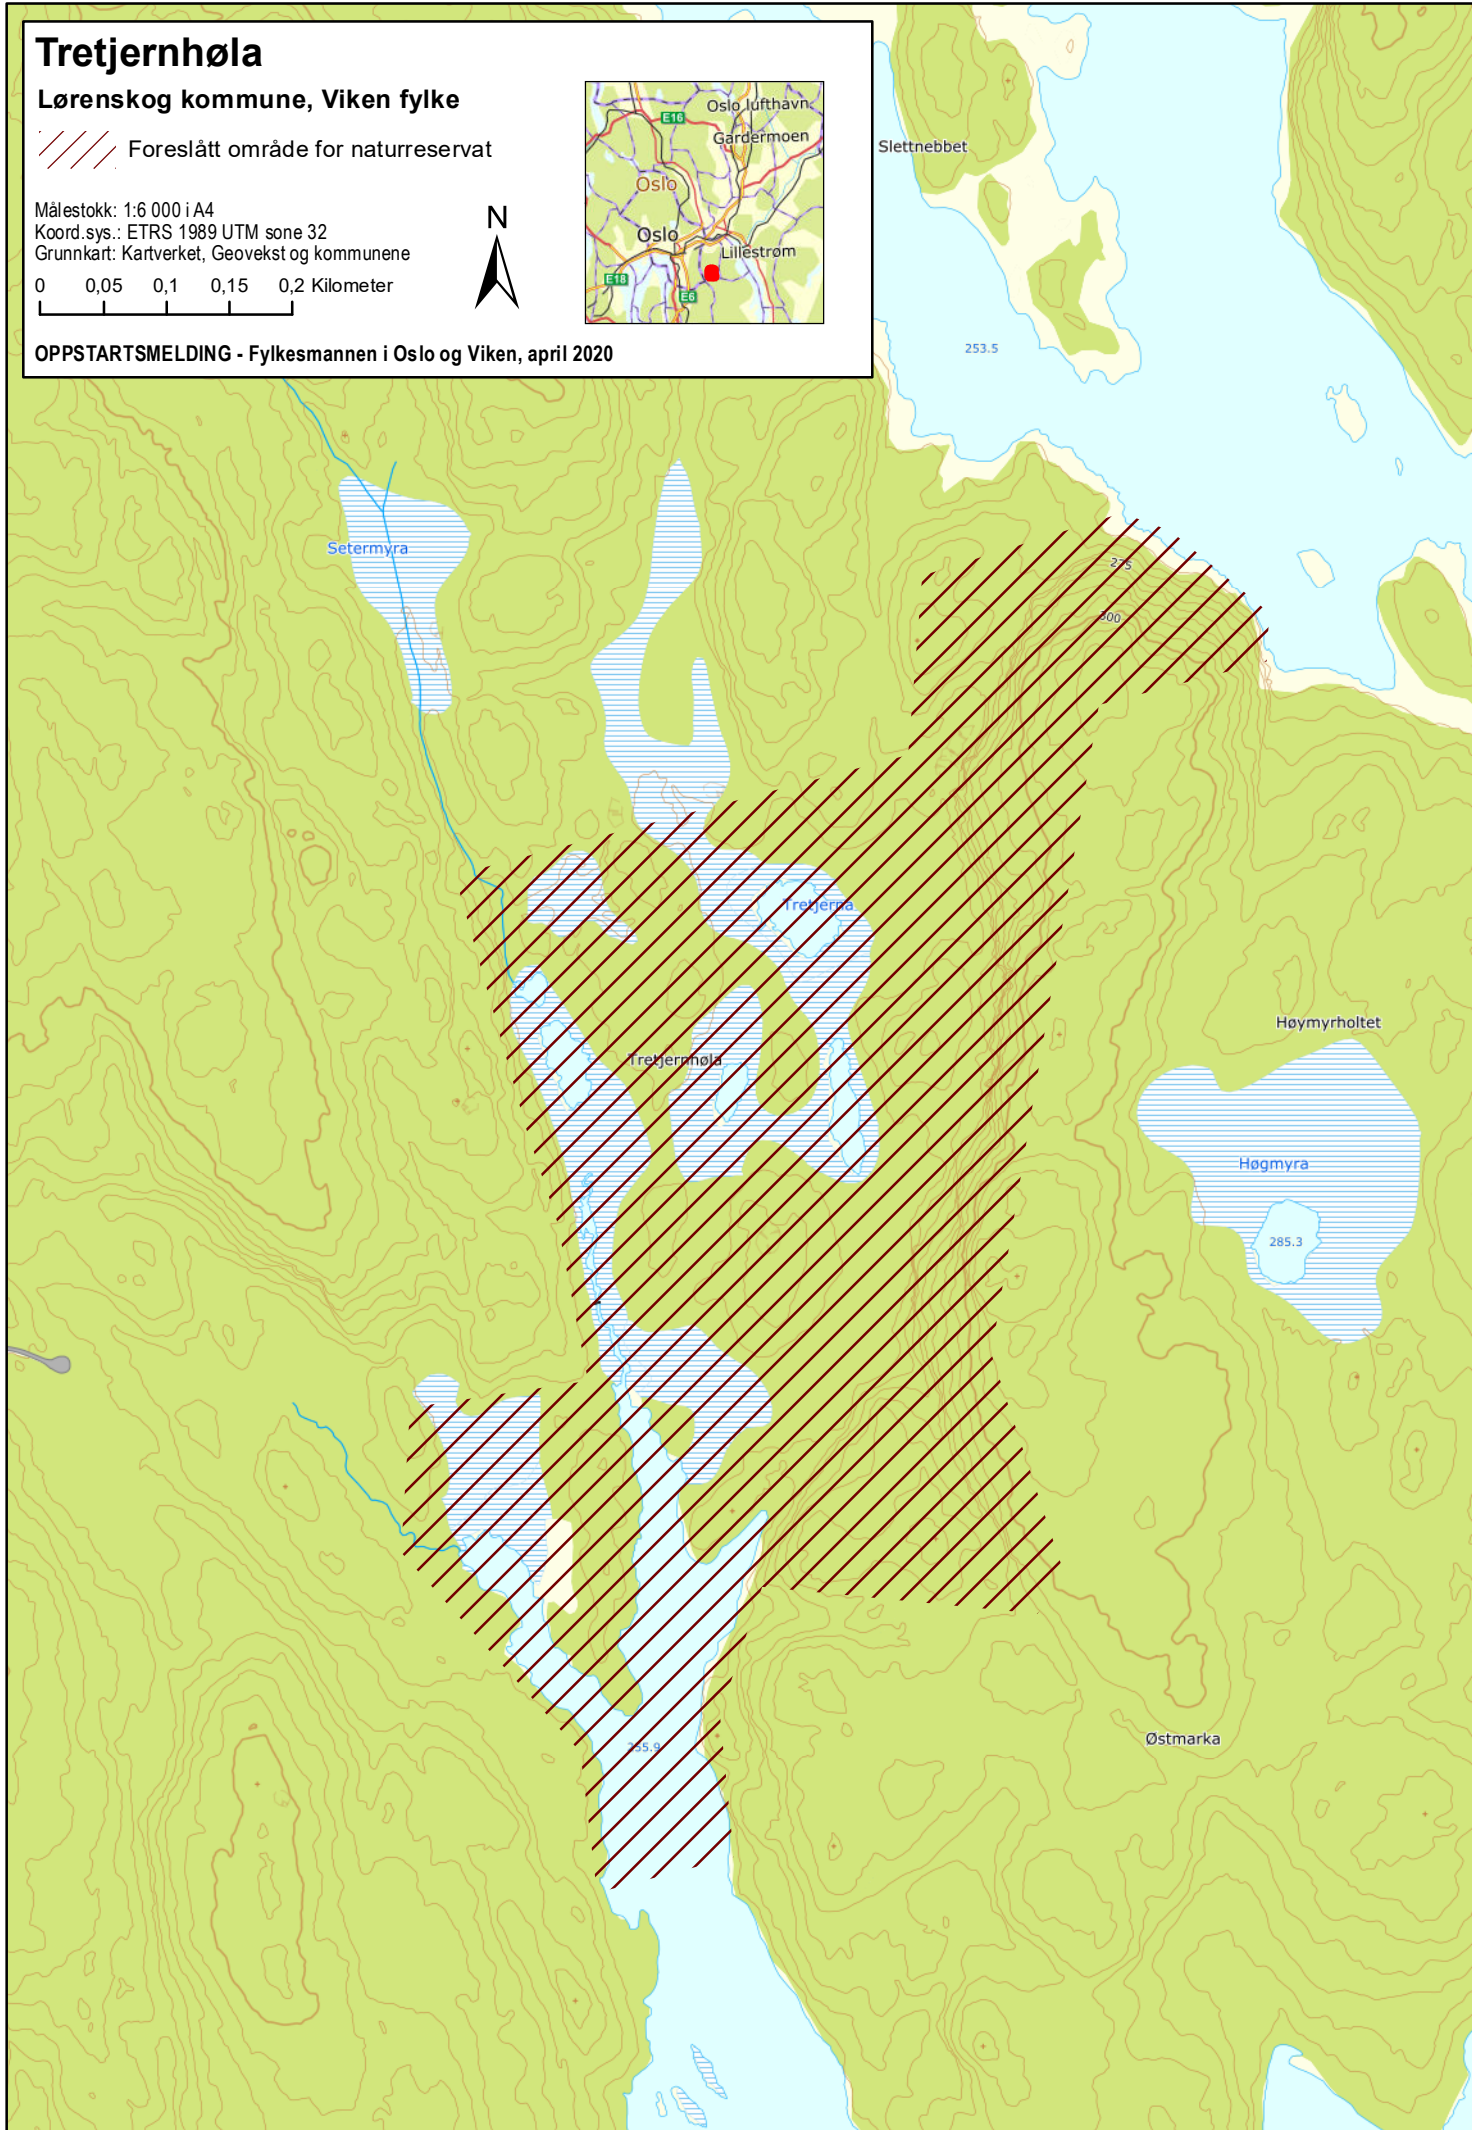 Tretjernhøla
Lørenskog kommune, Viken fylke
Foreslått område for naturreservat
Målestokk: 1:6 000 i A4
Koord.sys.: ETRS 1989 UTM sone 32
Grunnkart: Kartverket, Geovekst og kommunene
0 0,05 0,1 0,15 0,2 Kilometer
N
OPPSTARTSMELDING - Fylkesmannen i Oslo og Viken, april 2020
Oslo lufthavn
E16
Gardermoen
Oslo
Oslo
Lillestrøm
E18
E6
Slettnebbet
253.5
Setermyra
275
300
Tretjerna
Høymyrholtet
Tretjernhøla
Høgmyra
285.3
Østmarka
255.9